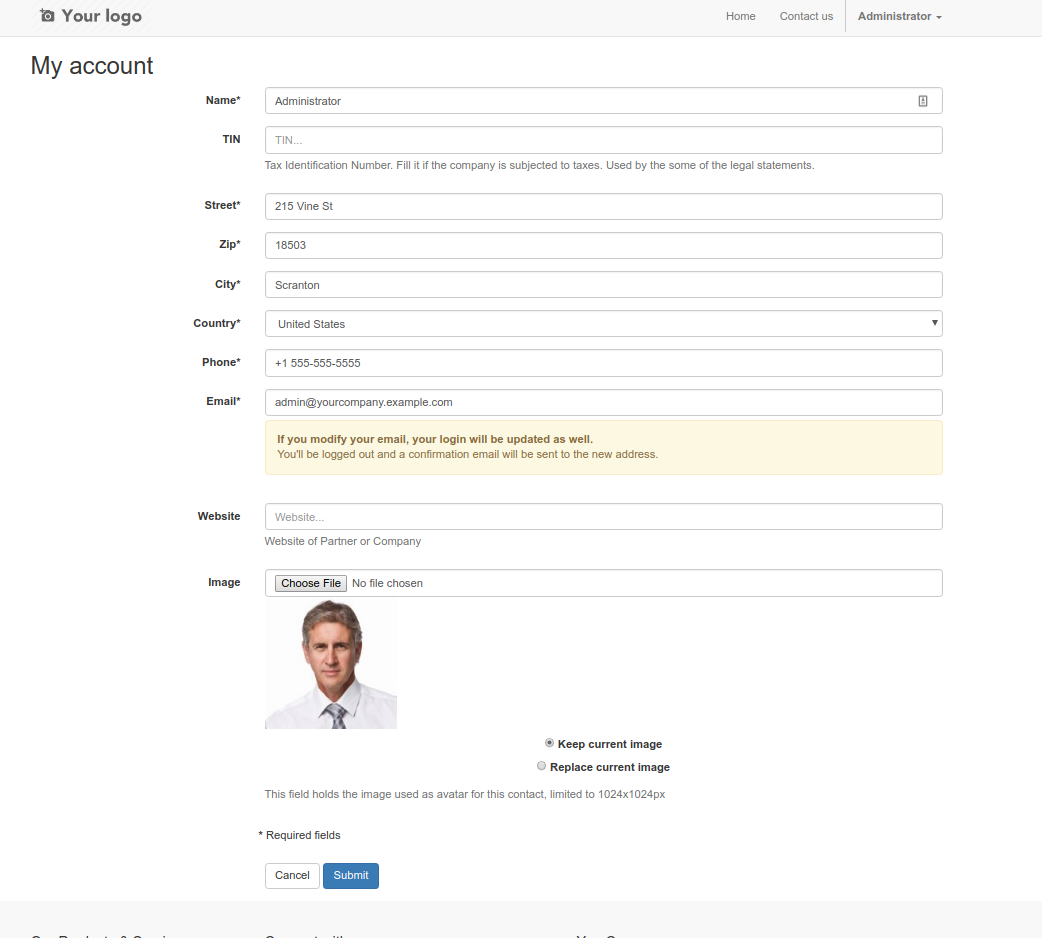 Your logo
Home
Contact us
Administrator
My account
Name*
Administrator
TIN
TIN...
Tax Identification Number. Fill it if the company is subjected to taxes. Used by the some of the legal statements.
Street*
215 Vine St
Zip*
18503
City*
Scranton
Country*
United States
Phone*
+1 555-555-5555
Email*
admin@yourcompany.example.com
If you modify your email, your login will be updated as well.
You'll be logged out and a confirmation email will be sent to the new address.
Website
Website...
Website of Partner or Company
Image
Choose File No file chosen
Keep current image
Replace current image
This field holds the image used as avatar for this contact, limited to 1024x1024px
* Required fields
Cancel
Submit